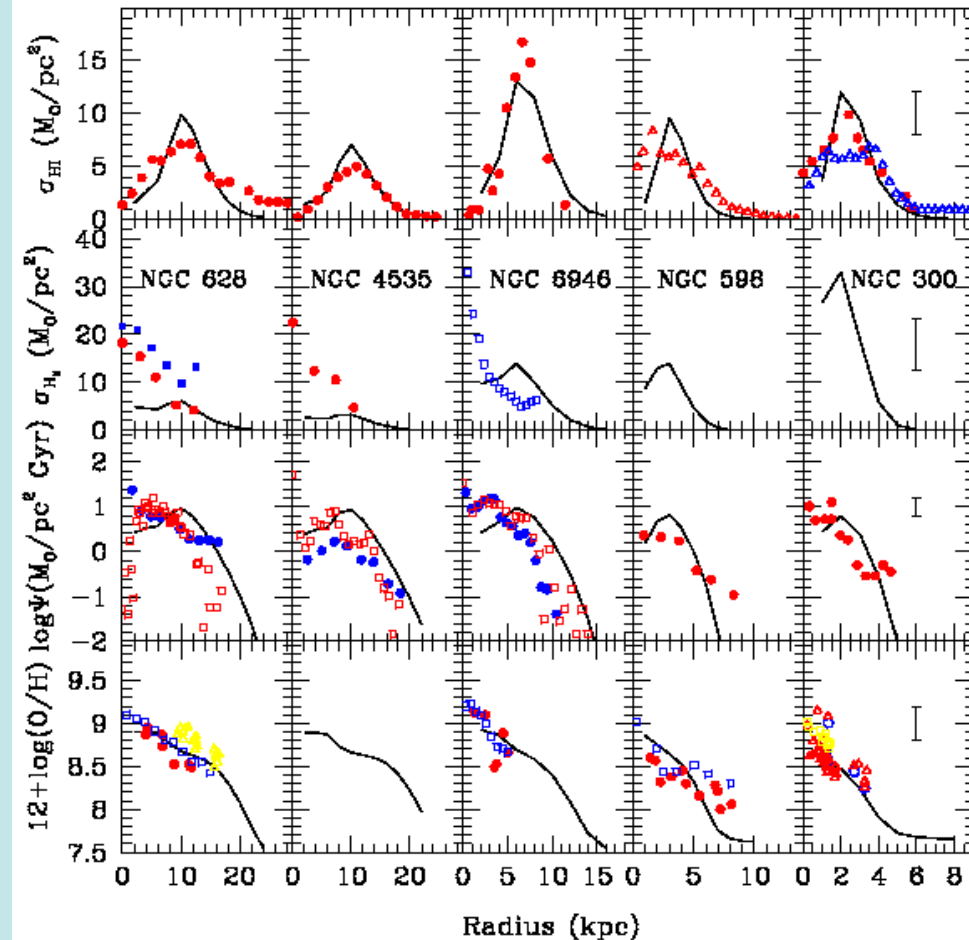 σHI (M⊙/pc²)
15
10
5
0
σH₂ (M⊙/pc²)
40
30
20
10
0
NGC 628
NGC 4535
NGC 6946
NGC 598
NGC 300
logΨ(M⊙/pc² Gyr)
2
1
0
−1
−2
12+log(O/H)
9.5
9
8.5
8
7.5
0 10 20
0 10 20
0 5 10 15
0 5 10
0 2 4 6 8
Radius (kpc)